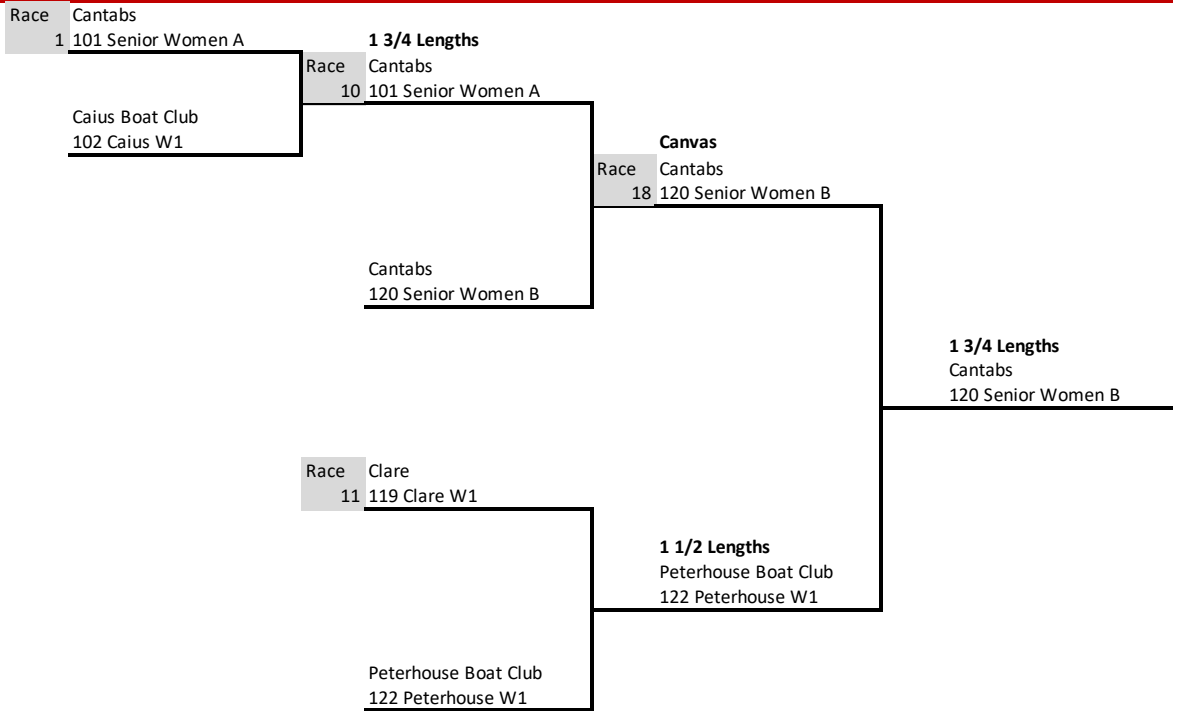 Race Cantabs
1 101 Senior Women A
1 3/4 Lengths
Race Cantabs
10 101 Senior Women A
Caius Boat Club
102 Caius W1
Canvas
Race Cantabs
18 120 Senior Women B
Cantabs
120 Senior Women B
1 3/4 Lengths
Cantabs
120 Senior Women B
Race Clare
11 119 Clare W1
1 1/2 Lengths
Peterhouse Boat Club
122 Peterhouse W1
Peterhouse Boat Club
122 Peterhouse W1